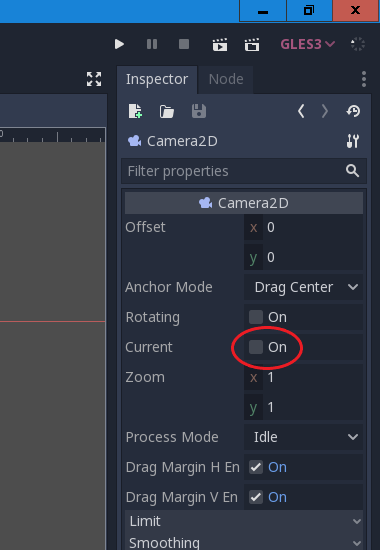 GLES3
Inspector Node
Camera2D
Filter properties
Camera2D
Offset x 0
y 0
Anchor Mode Drag Center
Rotating On
Current On
Zoom x 1
y 1
Process Mode Idle
Drag Margin H En On
Drag Margin V En On
Limit
Smoothing